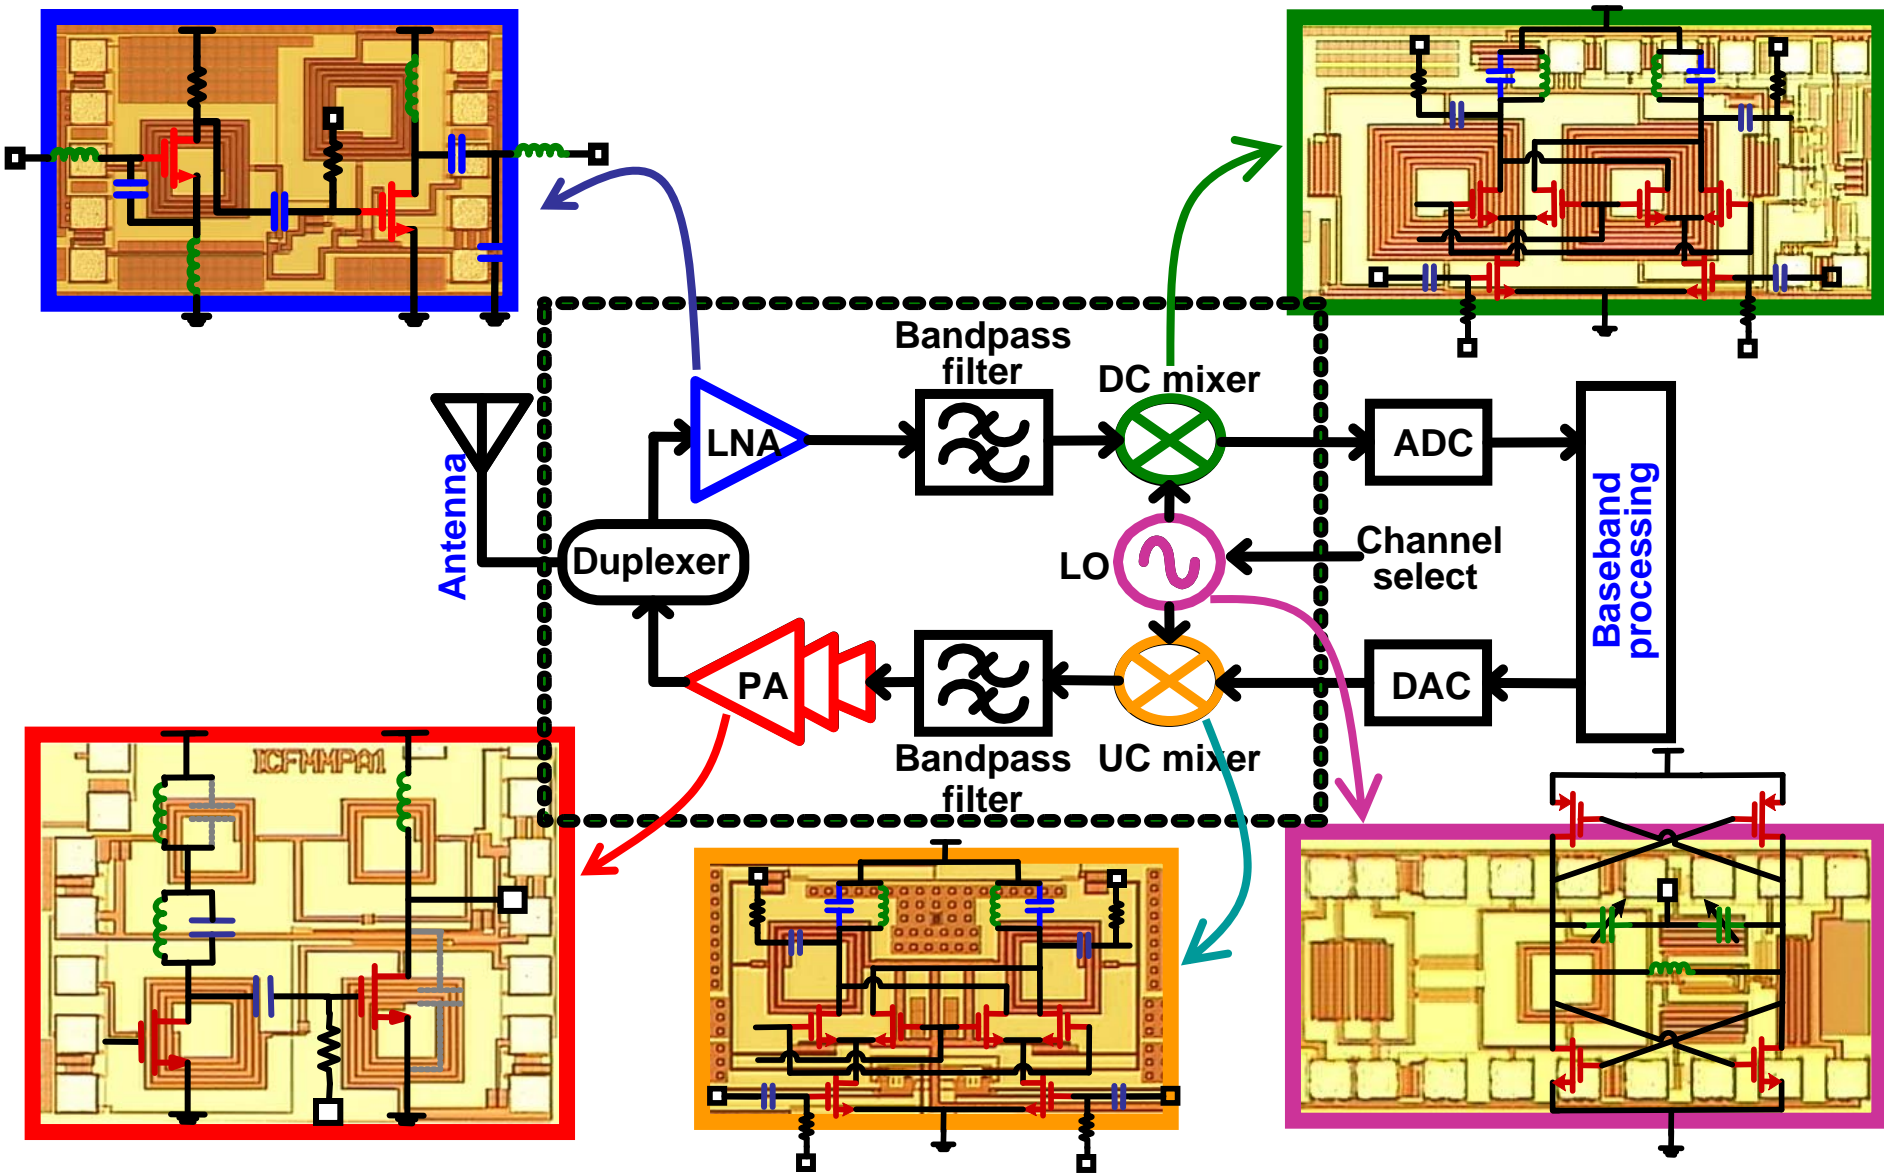 Bandpass
filter
DC mixer
LNA
ADC
Antenna
Duplexer
LO
Channel
select
Baseband
processing
PA
DAC
Bandpass
filter
UC mixer
ICFMMPA1